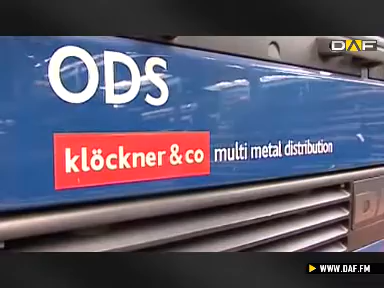 DAF
ODS
klöckner & co multi metal distribution
WWW.DAF.FM